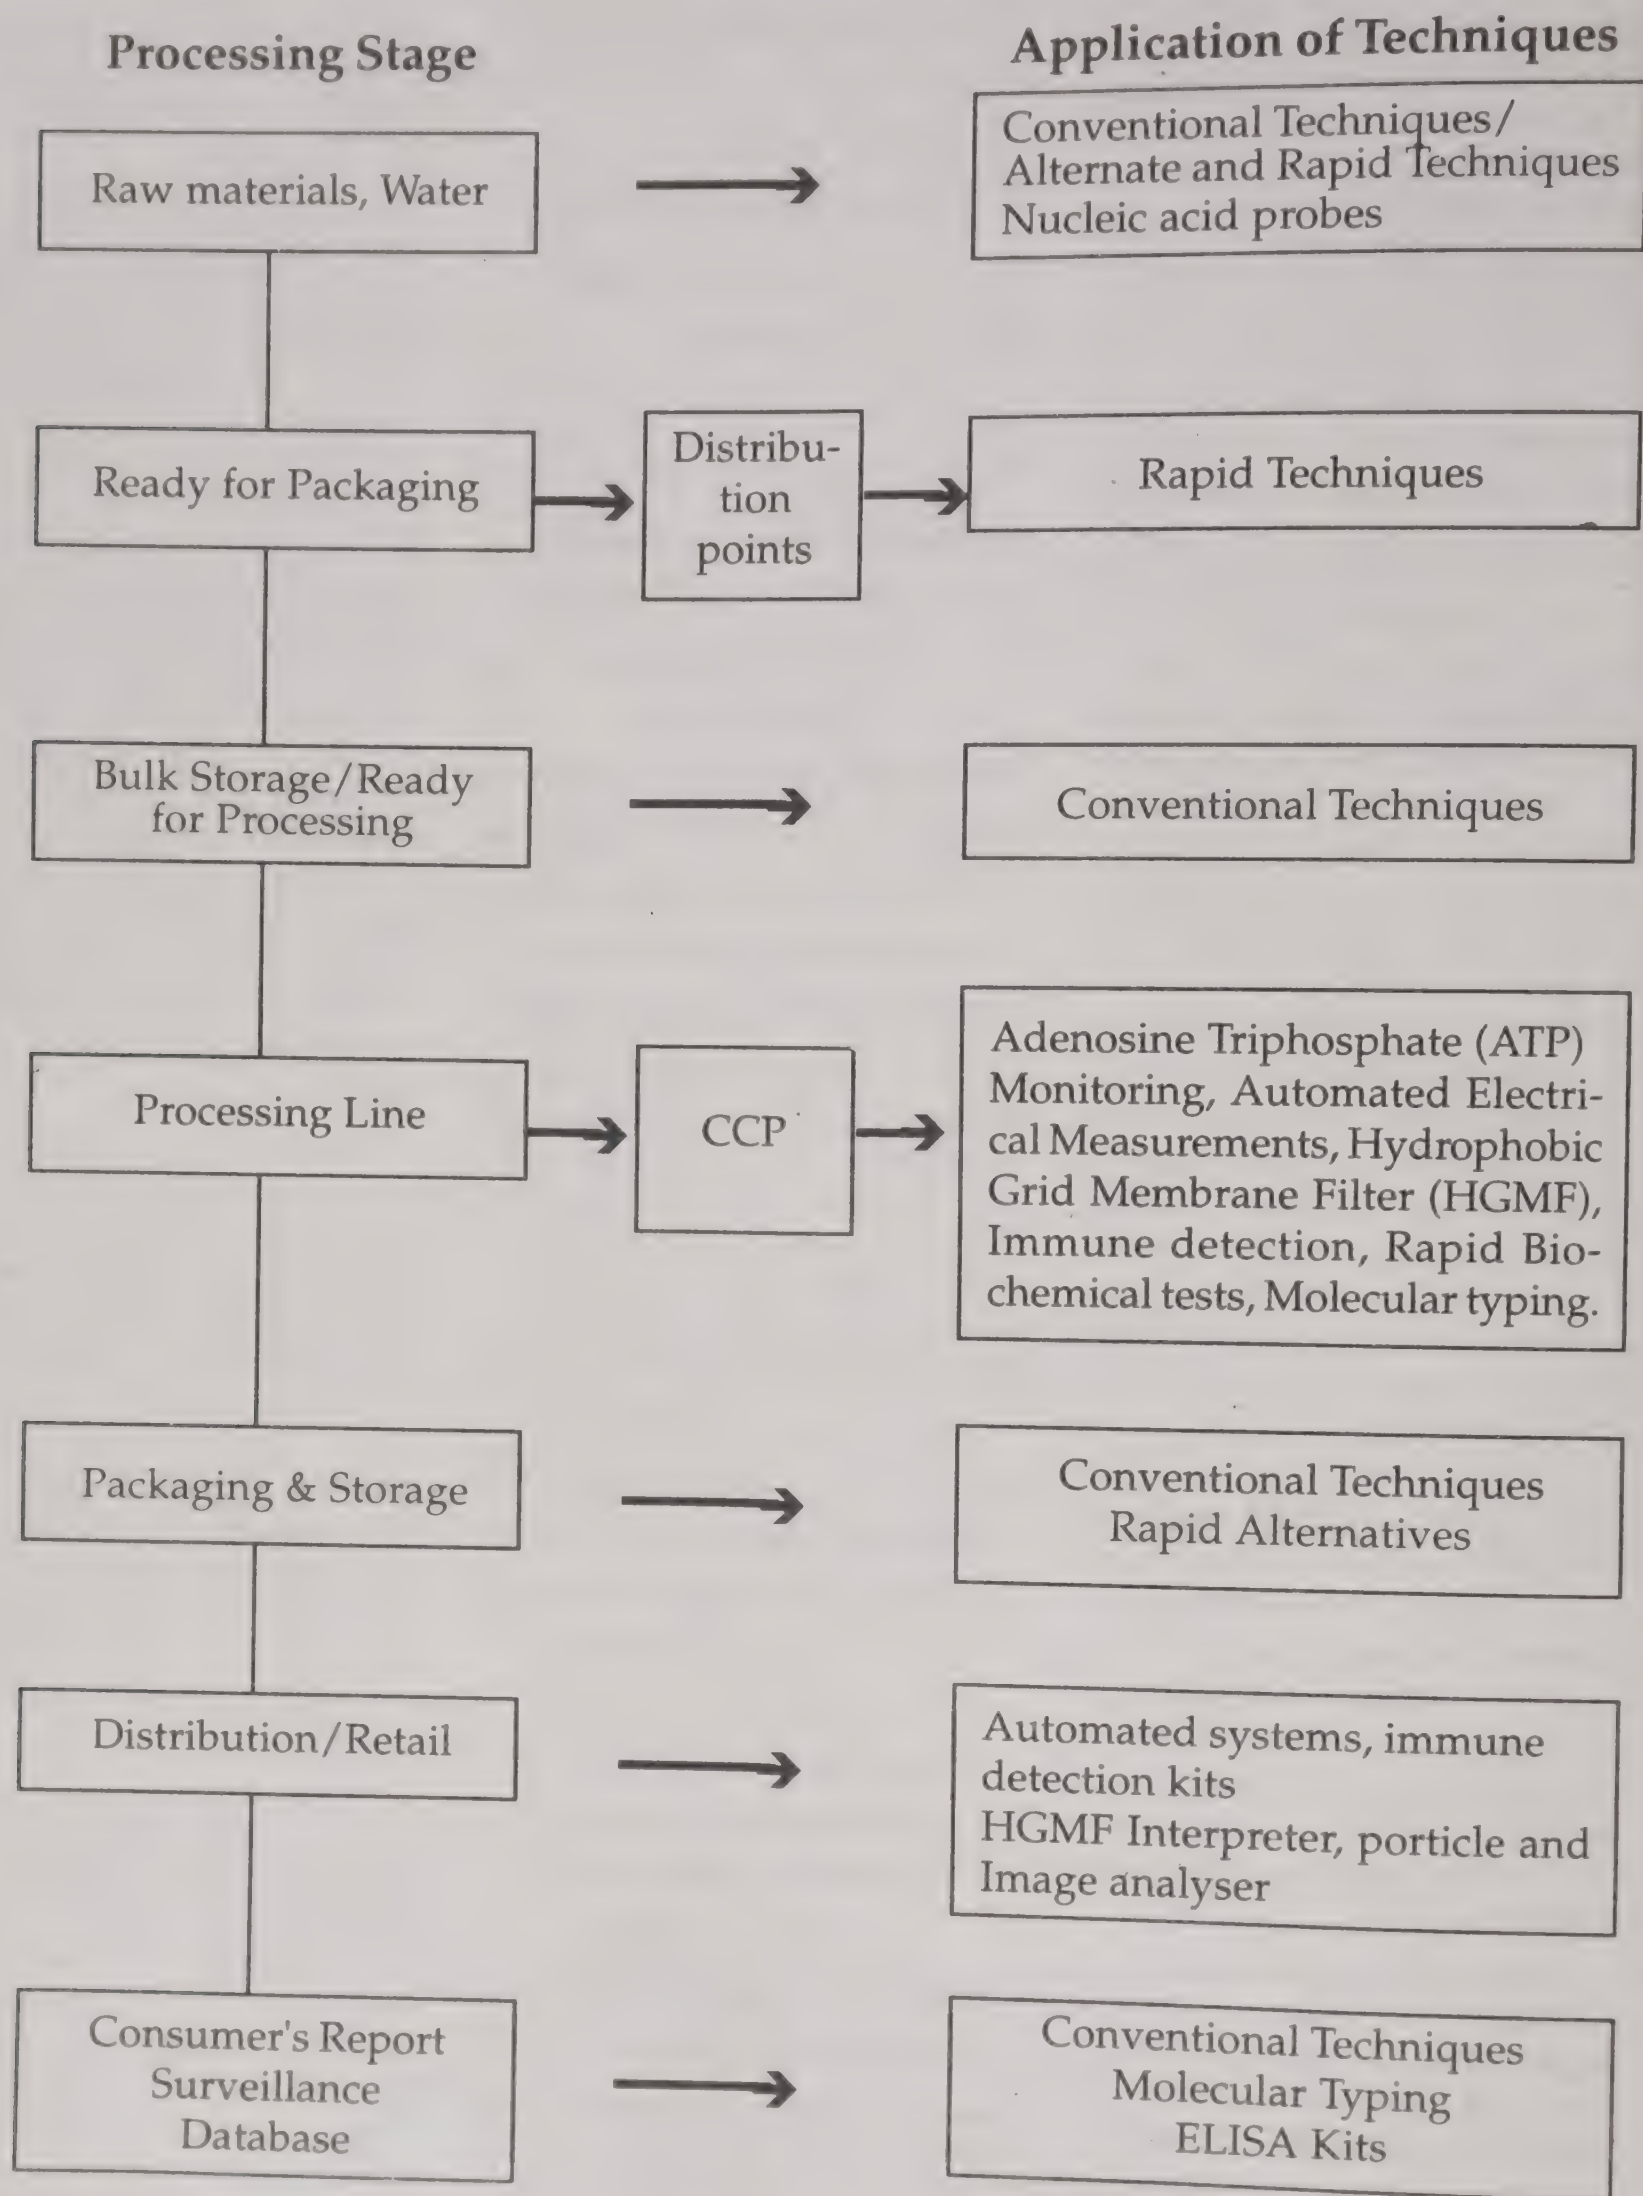 Processing Stage
Application of Techniques
Raw materials, Water
Conventional Techniques/
Alternate and Rapid Techniques
Nucleic acid probes
Ready for Packaging
Distribu-
tion
points
Rapid Techniques
Bulk Storage/Ready
for Processing
Conventional Techniques
Processing Line
CCP
Adenosine Triphosphate (ATP)
Monitoring, Automated Electri-
cal Measurements, Hydrophobic
Grid Membrane Filter (HGMF),
Immune detection, Rapid Bio-
chemical tests, Molecular typing.
Packaging & Storage
Conventional Techniques
Rapid Alternatives
Distribution/Retail
Automated systems, immune
detection kits
HGMF Interpreter, porticle and
Image analyser
Consumer's Report
Surveillance
Database
Conventional Techniques
Molecular Typing
ELISA Kits